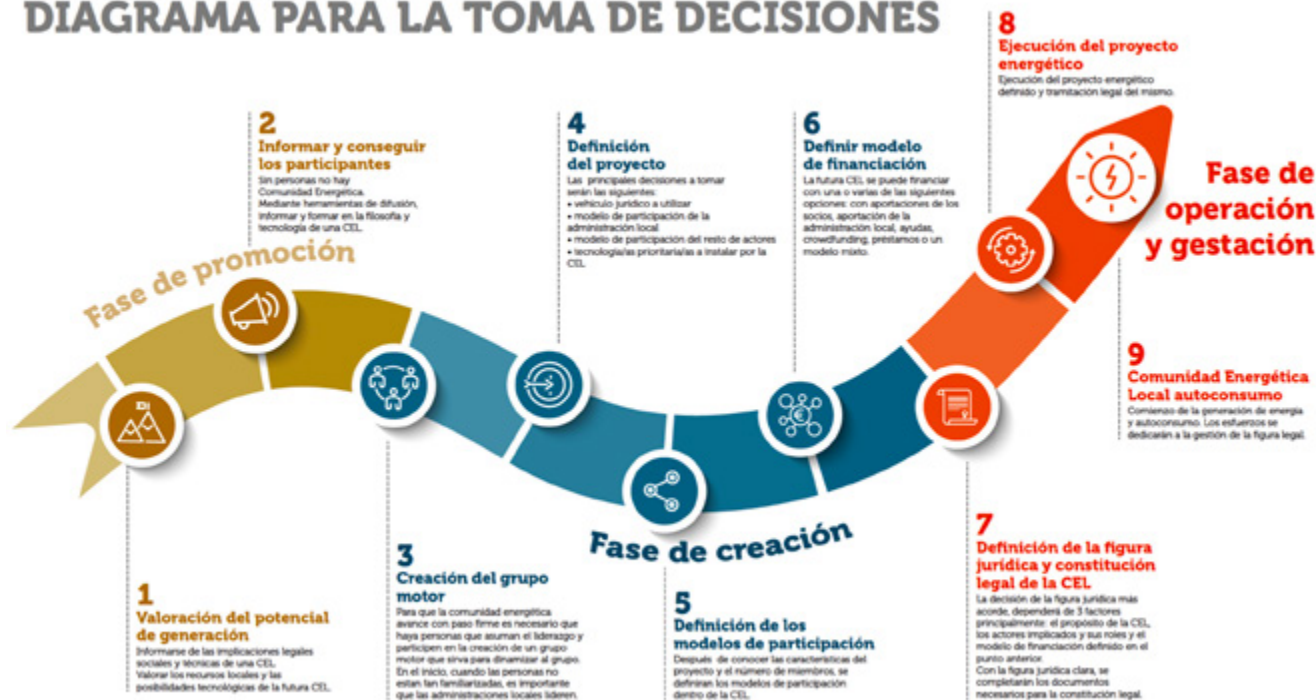 DIAGRAMA PARA LA TOMA DE DECISIONES
8
Ejecución del proyecto
energético
Ejecución del proyecto energético
definido y tramitación legal del mismo.
2
Informar y conseguir
los participantes
Sin personas no hay
Comunidad Energética.
Mediante herramientas de difusión,
informar y formar en la filosofía y
tecnología de una CEL.
4
Definición
del proyecto
Las principales decisiones a tomar
serán las siguientes:
• vehículo jurídico a utilizar
• modelo de participación de la
administración local
• modelo de participación del resto de actores
• tecnología/as prioritaria/as a instalar por la
CEL
6
Definir modelo
de financiación
La futura CEL se puede financiar
con una o varias de las siguientes
opciones: con aportaciones de los
socios, aportación de la
administración local, ayudas,
crowdfunding, préstamos o un
modelo mixto.
Fase de
operación
y gestación
Fase de promoción
9
Comunidad Energética
Local autoconsumo
Comienzo de la generación de energía
y autoconsumo. Los esfuerzos se
dedicarán a la gestión de la figura legal.
Fase de creación
1
Valoración del potencial
de generación
Informarse de las implicaciones legales
sociales y técnicas de una CEL.
Valorar los recursos locales y las
posibilidades tecnológicas de la futura CEL.
3
Creación del grupo
motor
Para que la comunidad energética
avance con paso firme es necesario que
haya personas que asuman el liderazgo y
participen en la creación de un grupo
motor que sirva para dinamizar al grupo.
En el inicio, cuando las personas no
estan tan familiarizadas, es importante
que las administraciones locales lideren.
5
Definición de los
modelos de participación
Después de conocer las características del
proyecto y el número de miembros, se
definiran los modelos de participación
dentro de la CEL.
7
Definición de la figura
jurídica y constitución
legal de la CEL
La decisión de la figura jurídica más
acorde, dependerá de 3 factores
principalmente: el propósito de la CEL,
los actores implicados y sus roles y el
modelo de financiación definido en el
punto anterior.
Con la figura jurídica clara, se
completarán los documentos
necesarios para la constitución legal.